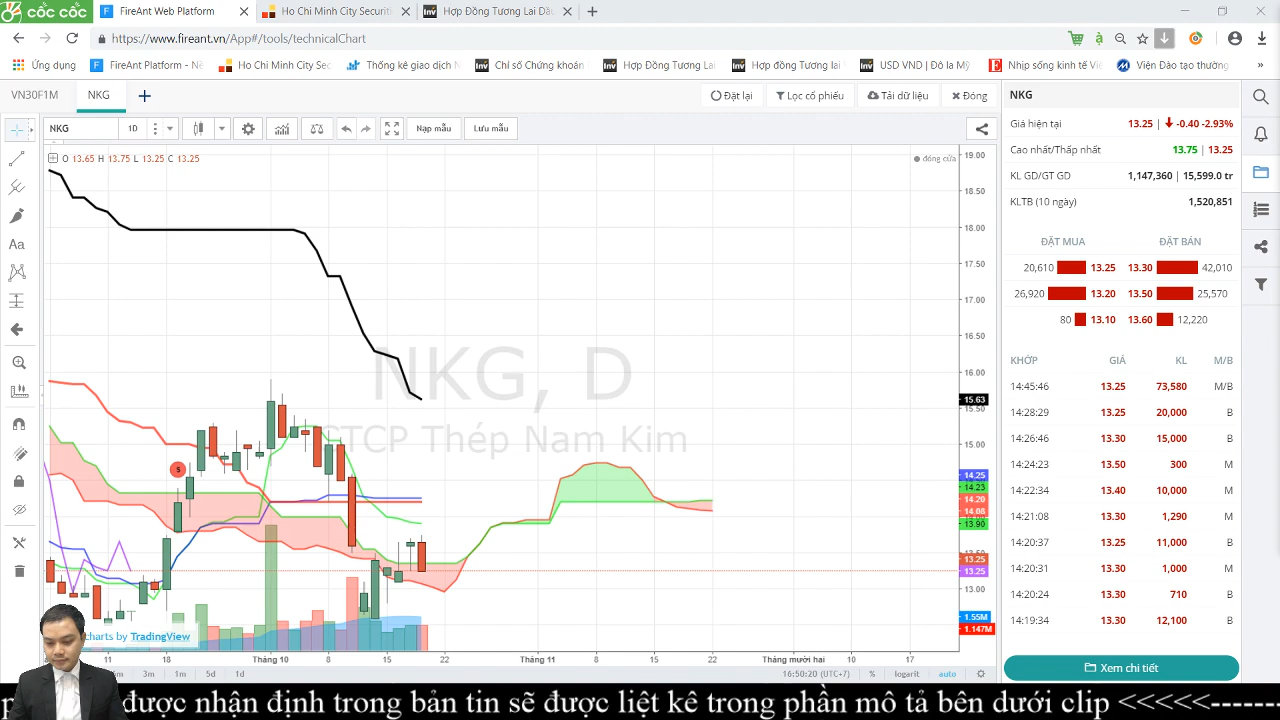 cốc cốc FireAnt Web Platform Ho Chi Minh City Securiti Hợp Đồng Tương Lai Dầu
https://www.fireant.vn/App#/tools/technicalChart
Ứng dụng FireAnt Platform - Nề Ho Chi Minh City Sec Thống kê giao dịch N Chỉ số Chứng khoán Hợp Đồng Tương Lai Hợp đồng Tương lai USD VND | Đô la Mỹ Nhịp sống kinh tế Vi Viện Đào tạo thường
VN30F1M NKG Đặt lại Lọc cổ phiếu Tải dữ liệu Đóng
NKG
NKG 1D Nạp mẫu Lưu mẫu
O 13.65 H 13.75 L 13.25 C 13.25
đóng cửa
19.00
18.50
18.00
17.50
17.00
16.50
16.00
15.63
15.50
15.00
14.25
14.23
14.20
14.08
13.90
13.25
13.25
13.00
1.55M
1.147M
NKG, D
CTCP Thép Nam Kim
S
Aa
charts by TradingView
11 18 Tháng 10 8 15 22 Tháng 11 8 15 22 Tháng mười hai 10 17
3m 1m 5d 1d 16:50:20 (UTC+7) % logarit auto
Giá hiện tại 13.25 | -0.40 -2.93%
Cao nhất/Thấp nhất 13.75 | 13.25
KL GD/GT GD 1,147,360 | 15,599.0 tr
KLTB (10 ngày) 1,520,851
ĐẶT MUA ĐẶT BÁN
20,610 13.25 13.30 42,010
26,920 13.20 13.50 25,570
80 13.10 13.60 12,220
KHỚP GIÁ KL M/B
14:45:46 13.25 73,580 M/B
14:28:29 13.25 20,000 B
14:26:46 13.30 15,000 B
14:24:23 13.50 300 M
14:22:34 13.40 10,000 M
14:21:08 13.30 1,290 M
14:20:37 13.25 11,000 B
14:20:31 13.30 1,000 M
14:20:24 13.30 710 B
14:19:34 13.30 12,100 B
Xem chi tiết
được nhận định trong bản tin sẽ được liệt kê trong phần mô tả bên dưới clip <<<<<------